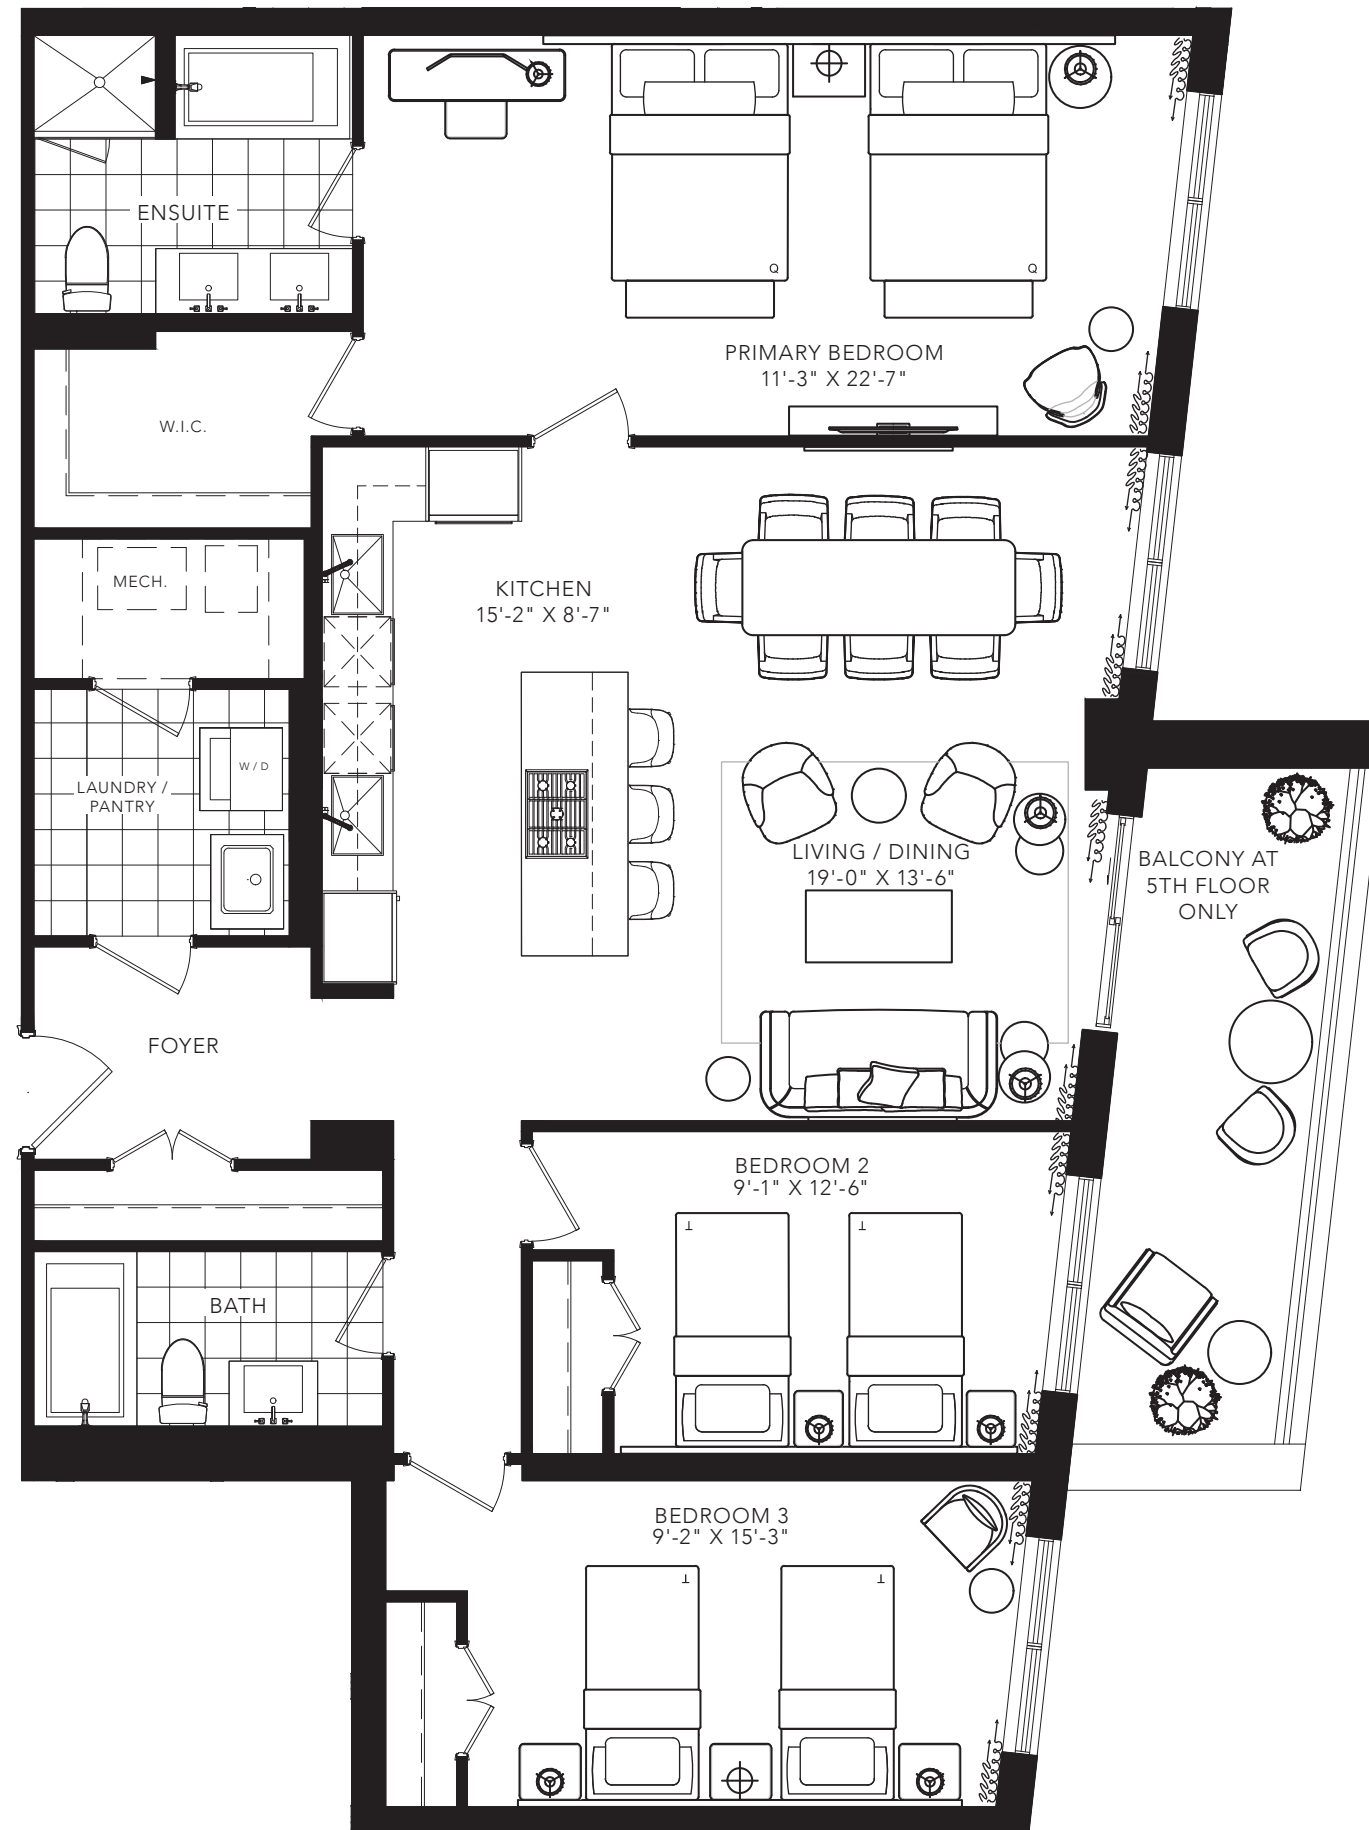 ENSUITE
Q
Q
PRIMARY BEDROOM
11'-3" X 22'-7"
W.I.C.
MECH.
KITCHEN
15'-2" X 8'-7"
W / D
LAUNDRY /
PANTRY
LIVING / DINING
19'-0" X 13'-6"
BALCONY AT
5TH FLOOR
ONLY
FOYER
BEDROOM 2
9'-1" X 12'-6"
T
T
BATH
BEDROOM 3
9'-2" X 15'-3"
T
T